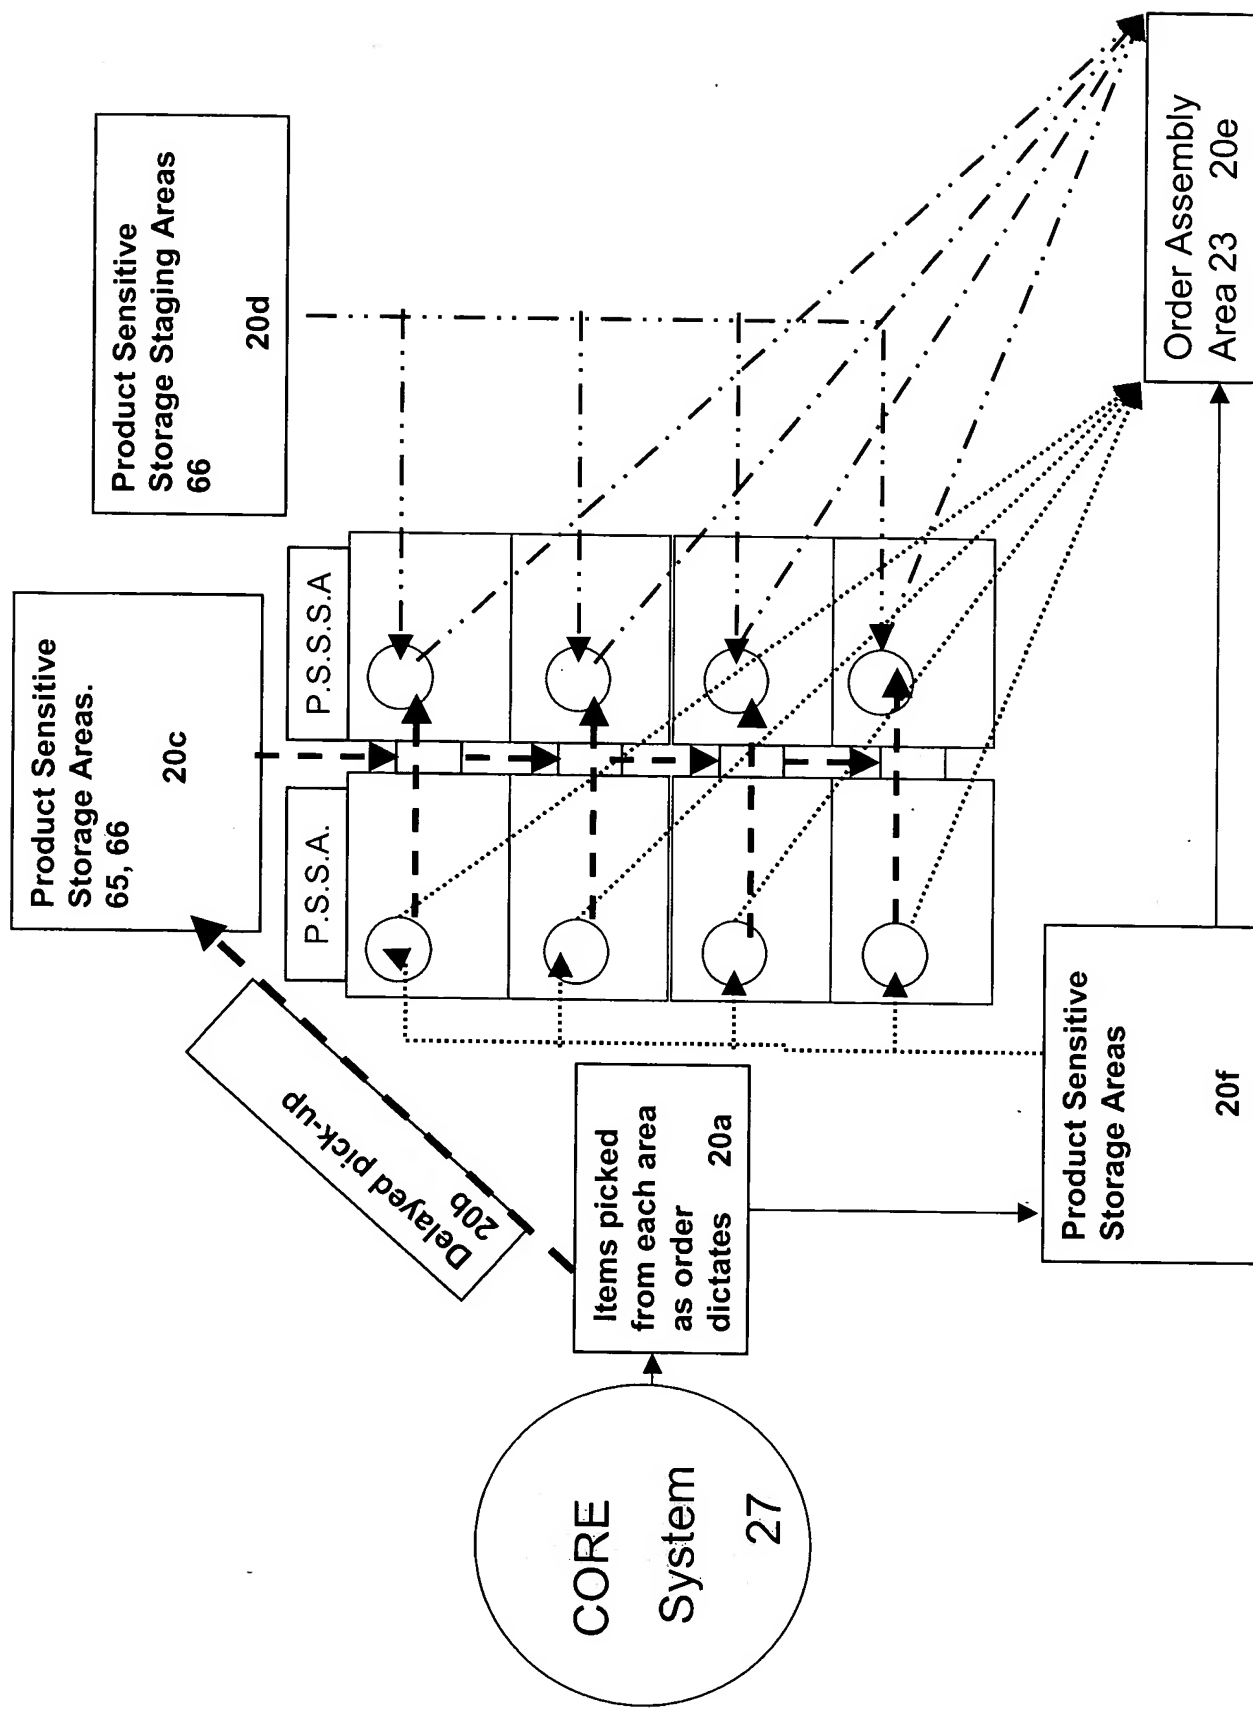 CORE
System
27
Items picked
from each area
as order
dictates 20a
Delayed pick-up
20b
Product Sensitive
Storage Areas.
65, 66
20c
Product Sensitive
Storage Staging Areas
66
20d
P.S.S.A.
P.S.S.S.A
Product Sensitive
Storage Areas
20f
Order Assembly
Area 23 20e